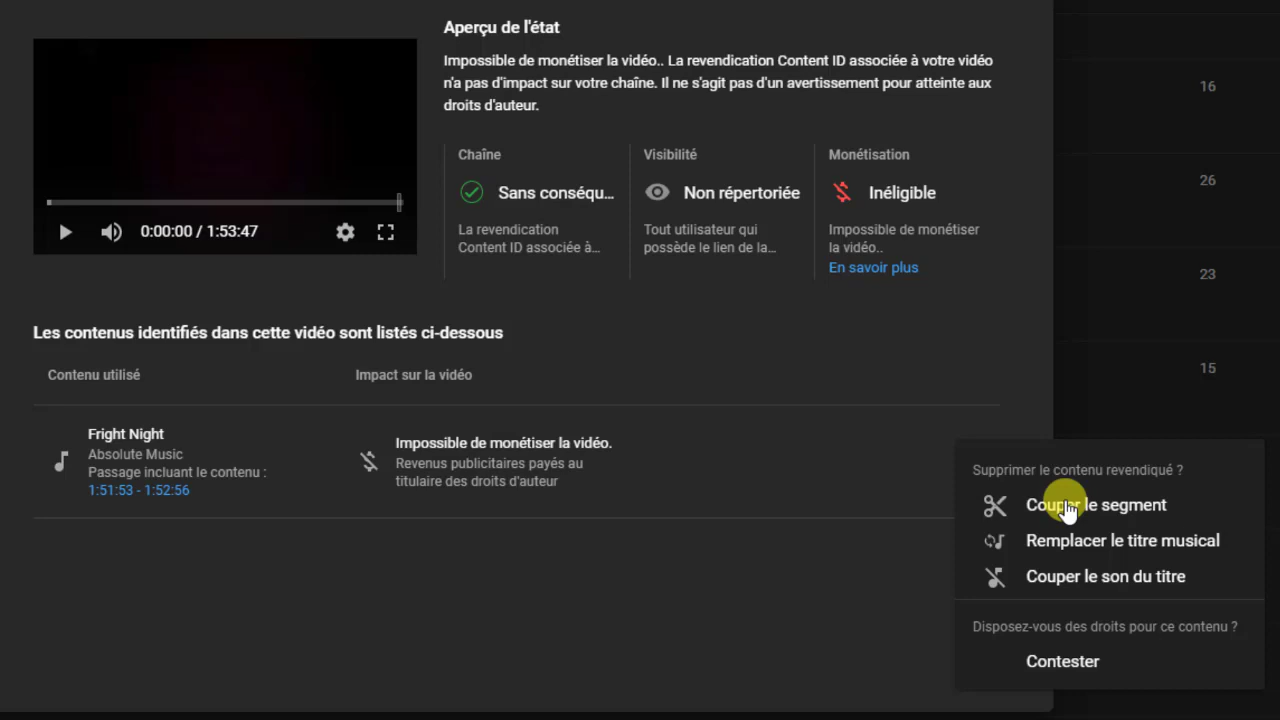 Aperçu de l'état
Impossible de monétiser la vidéo.. La revendication Content ID associée à votre vidéo
n'a pas d'impact sur votre chaîne. Il ne s'agit pas d'un avertissement pour atteinte aux
droits d'auteur.
16
Chaîne
Sans conséqu...
La revendication
Content ID associée à...
Visibilité
Non répertoriée
Tout utilisateur qui
possède le lien de la...
Monétisation
Inéligible
Impossible de monétiser
la vidéo..
En savoir plus
26
0:00:00 / 1:53:47
23
Les contenus identifiés dans cette vidéo sont listés ci-dessous
15
Contenu utilisé
Impact sur la vidéo
Fright Night
Absolute Music
Passage incluant le contenu :
1:51:53 - 1:52:56
Impossible de monétiser la vidéo.
Revenus publicitaires payés au
titulaire des droits d'auteur
Supprimer le contenu revendiqué ?
Couper le segment
Remplacer le titre musical
Couper le son du titre
Disposez-vous des droits pour ce contenu ?
Contester